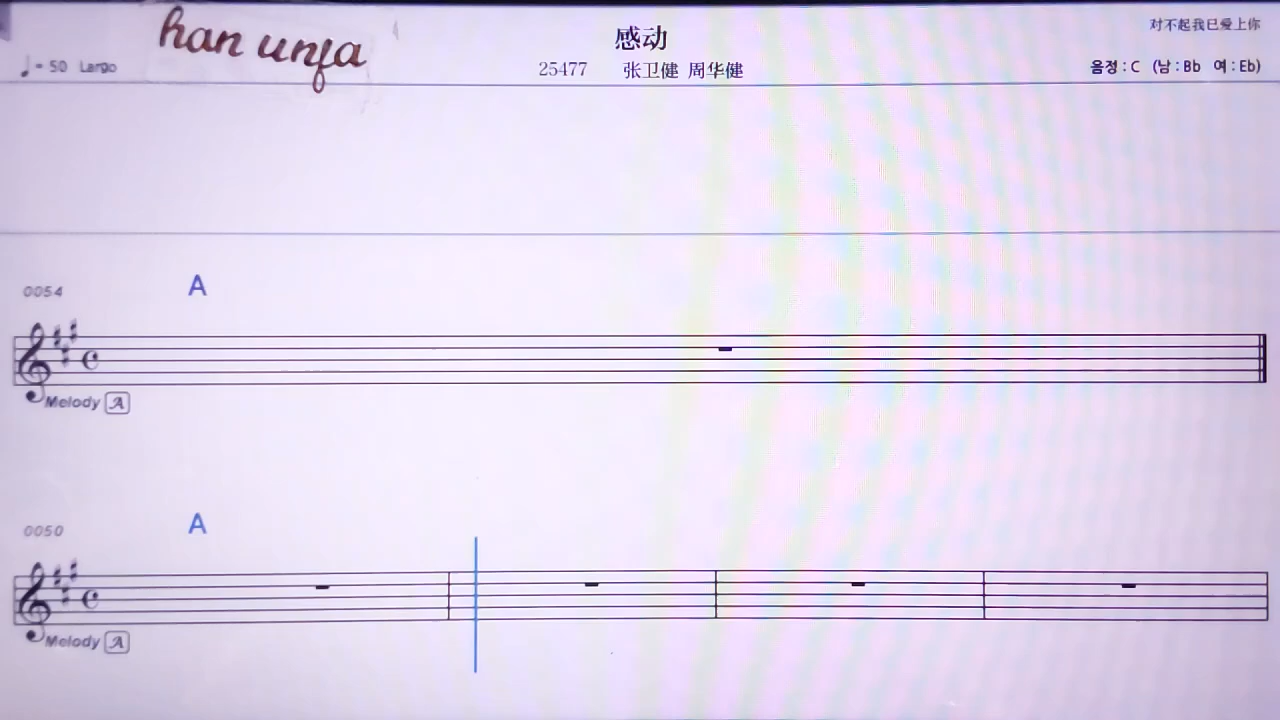 han unfa
感动
对不起我已爱上你
♩= 50 Largo
25477 张卫健 周华健
음정 : C (남 : Bb 여 : Eb)
0054 A
Melody A
0050 A
Melody A